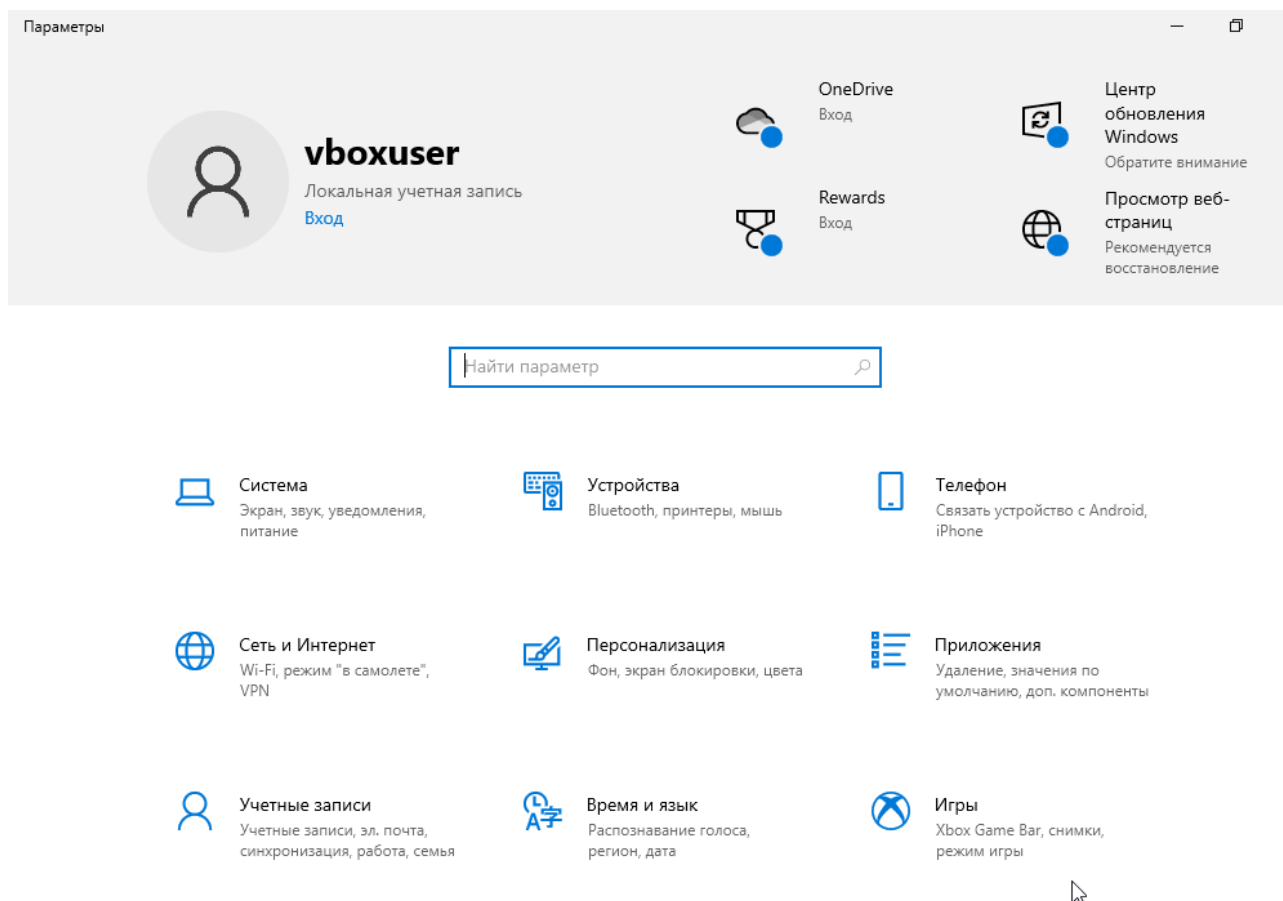 Параметры
vboxuser
Локальная учетная запись
Вход
OneDrive
Вход
Rewards
Вход
Центр
обновления
Windows
Обратите внимание
Просмотр веб-
страниц
Рекомендуется
восстановление
Найти параметр
Система
Экран, звук, уведомления,
питание
Устройства
Bluetooth, принтеры, мышь
Телефон
Связать устройство с Android,
iPhone
Сеть и Интернет
Wi-Fi, режим "в самолете",
VPN
Персонализация
Фон, экран блокировки, цвета
Приложения
Удаление, значения по
умолчанию, доп. компоненты
Учетные записи
Учетные записи, эл. почта,
синхронизация, работа, семья
Время и язык
Распознавание голоса,
регион, дата
Игры
Xbox Game Bar, снимки,
режим игры